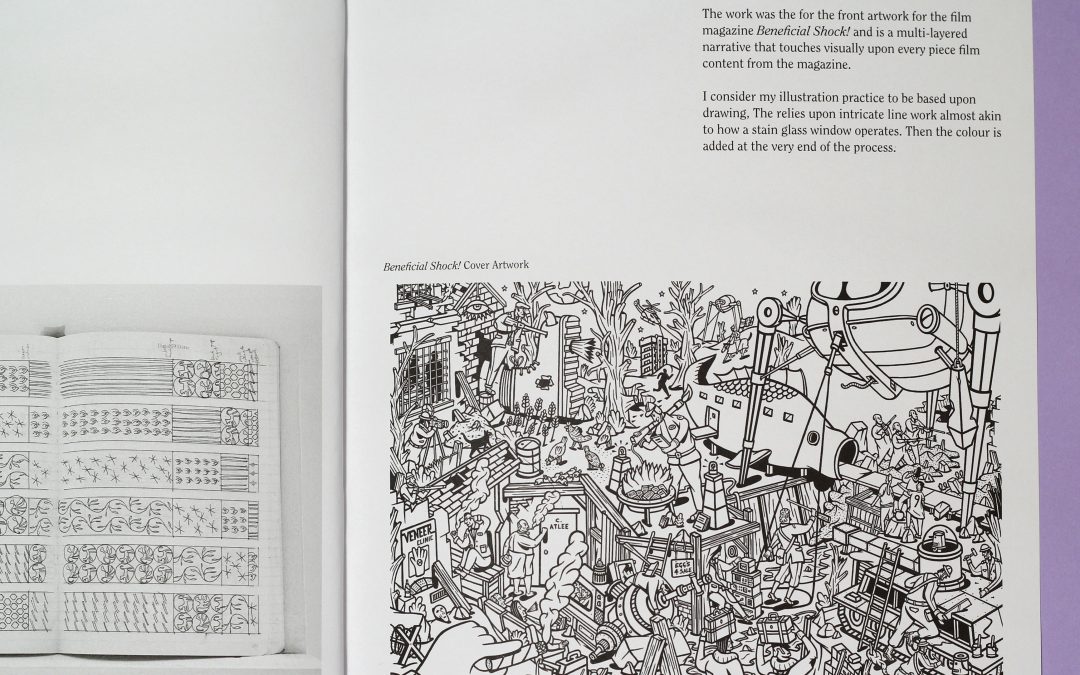 The work was the for the front artwork for the film
magazine Beneficial Shock! and is a multi-layered
narrative that touches visually upon every piece film
content from the magazine.
I consider my illustration practice to be based upon
drawing, The relies upon intricate line work almost akin
to how a stain glass window operates. Then the colour is
added at the very end of the process.
Beneficial Shock! Cover Artwork
C.
ATLEE
VENEER
CLINIC
EGGS
4 SALE